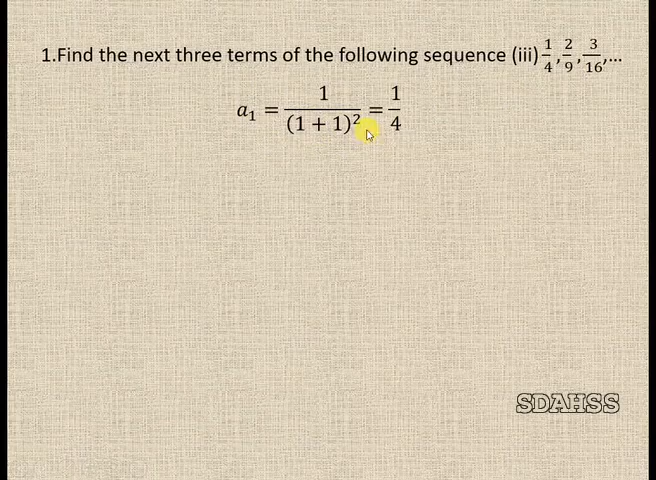 1.Find the next three terms of the following sequence (iii) 1/4, 2/9, 3/16,...
a₁ = 1/(1 + 1)² = 1/4
SDAHSS